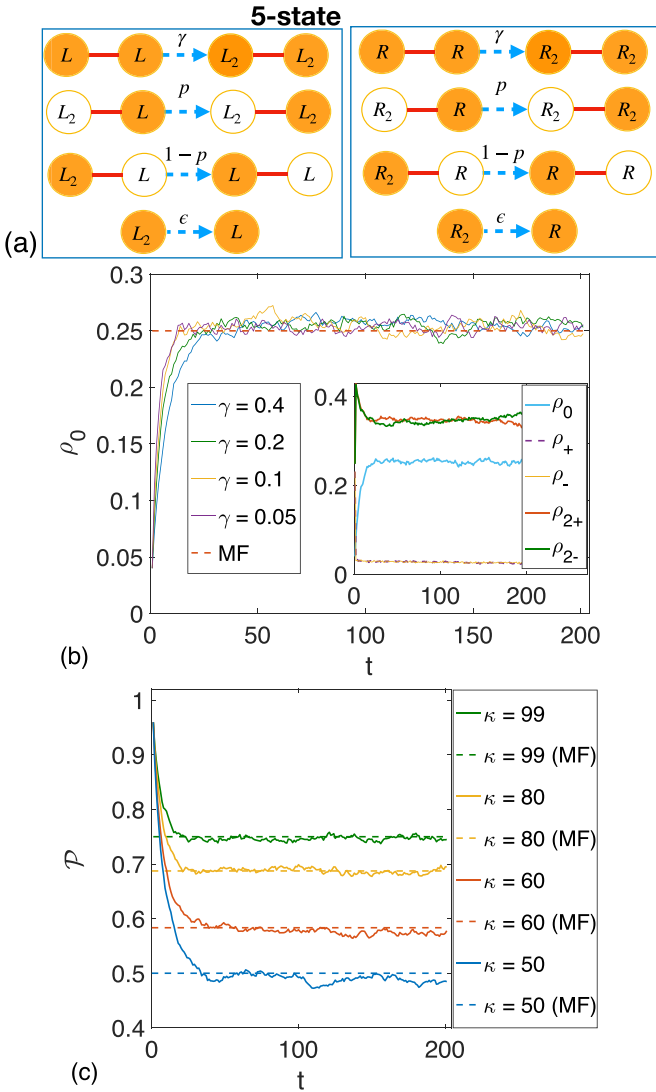 5-state
L L γ L₂ L₂
R R γ R₂ R₂
L₂ L p L₂ L₂
R₂ R p R₂ R₂
L₂ L 1 − p L L
R₂ R 1 − p R R
L₂ ϵ L
R₂ ϵ R
(a)
0.3
0.25
0.2
0.15
0.1
0.05
0
ρ₀
γ = 0.4
γ = 0.2
γ = 0.1
γ = 0.05
MF
0.4
0.2
0
0 100 200
ρ₀
ρ₊
ρ₋
ρ₂₊
ρ₂₋
0 50 100 150 200
t
(b)
1
0.9
0.8
0.7
0.6
0.5
0.4
𝒫
κ = 99
κ = 99 (MF)
κ = 80
κ = 80 (MF)
κ = 60
κ = 60 (MF)
κ = 50
κ = 50 (MF)
0 100 200
t
(c)